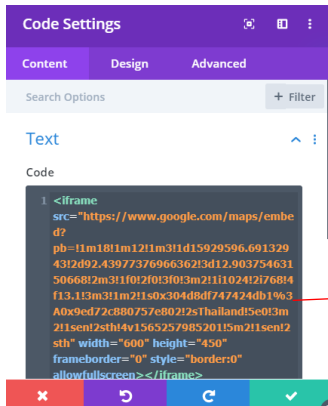 Code Settings
Content Design Advanced
Search Options + Filter
Text
Code
1 <iframe
src="https://www.google.com/maps/embe
d?
pb=!1m18!1m12!1m3!1d15929596.691329
43!2d92.43977376966362!3d12.903754631
50668!2m3!1f0!2f0!3f0!3m2!1i1024!2i768!4
f13.1!3m3!1m2!1s0x304d8df747424db1%3
A0x9ed72c880757e802!2sThailand!5e0!3m
2!1sen!2sth!4v1565257985201!5m2!1sen!2
sth" width="600" height="450"
frameborder="0" style="border:0"
allowfullscreen></iframe>